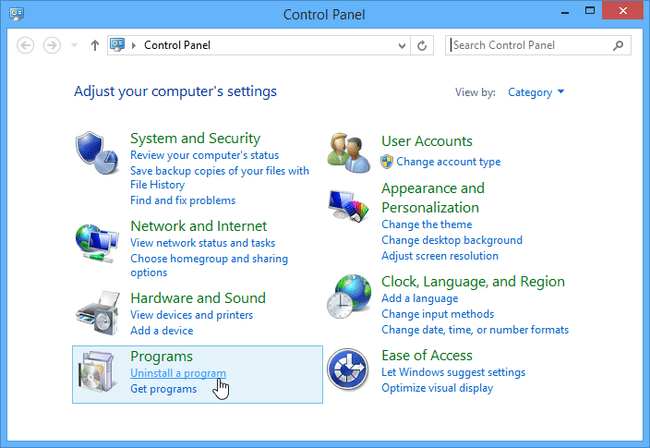 Control Panel
Control Panel
Search Control Panel
Adjust your computer's settings
View by: Category
System and Security
Review your computer's status
Save backup copies of your files with
File History
Find and fix problems
Network and Internet
View network status and tasks
Choose homegroup and sharing
options
Hardware and Sound
View devices and printers
Add a device
Programs
Uninstall a program
Get programs
User Accounts
Change account type
Appearance and
Personalization
Change the theme
Change desktop background
Adjust screen resolution
Clock, Language, and Region
Add a language
Change input methods
Change date, time, or number formats
Ease of Access
Let Windows suggest settings
Optimize visual display